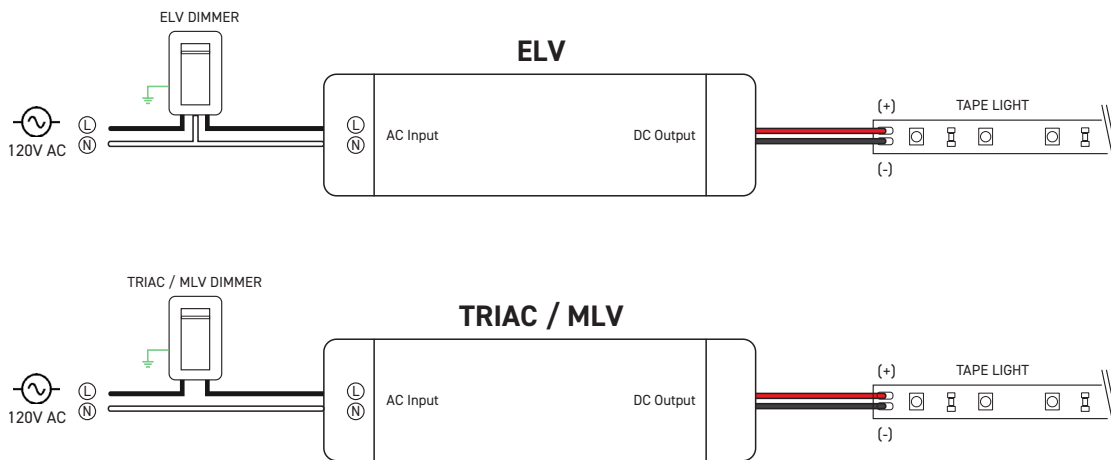 ELV DIMMER
ELV
(+) TAPE LIGHT
L L
AC Input DC Output
N N
120V AC
(-)
TRIAC / MLV DIMMER
TRIAC / MLV
(+) TAPE LIGHT
L L
AC Input DC Output
N N
120V AC
(-)